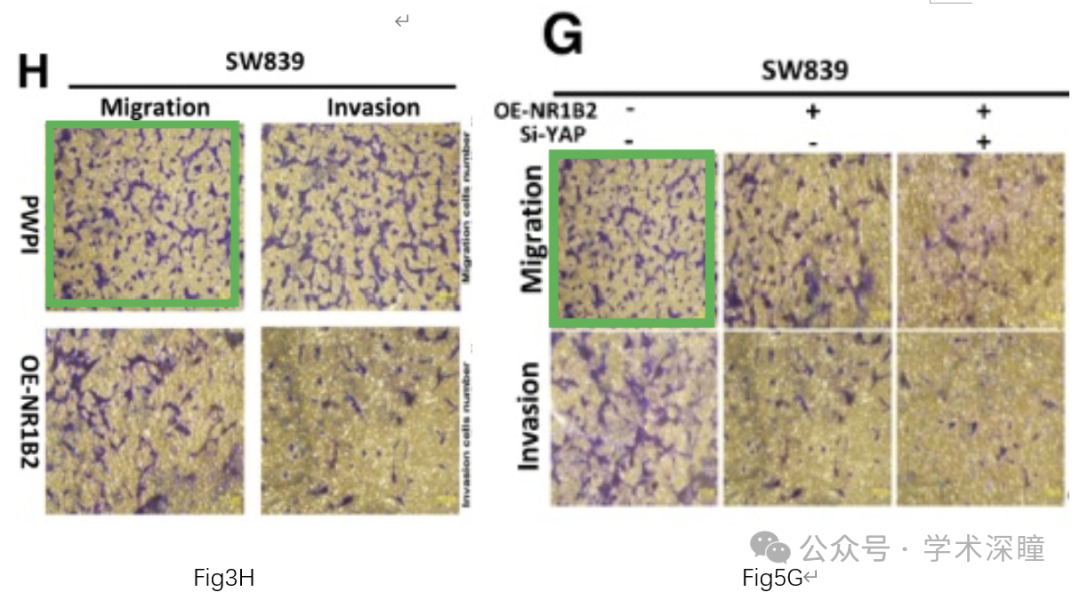 H
SW839
Migration Invasion
PWPI
OE-NR1B2
Migration cells number
Invasion cells number
G
SW839
OE-NR1B2 - + +
Si-YAP - - +
Migration
Invasion
公众号 · 学术深瞳
Fig3H
Fig5G